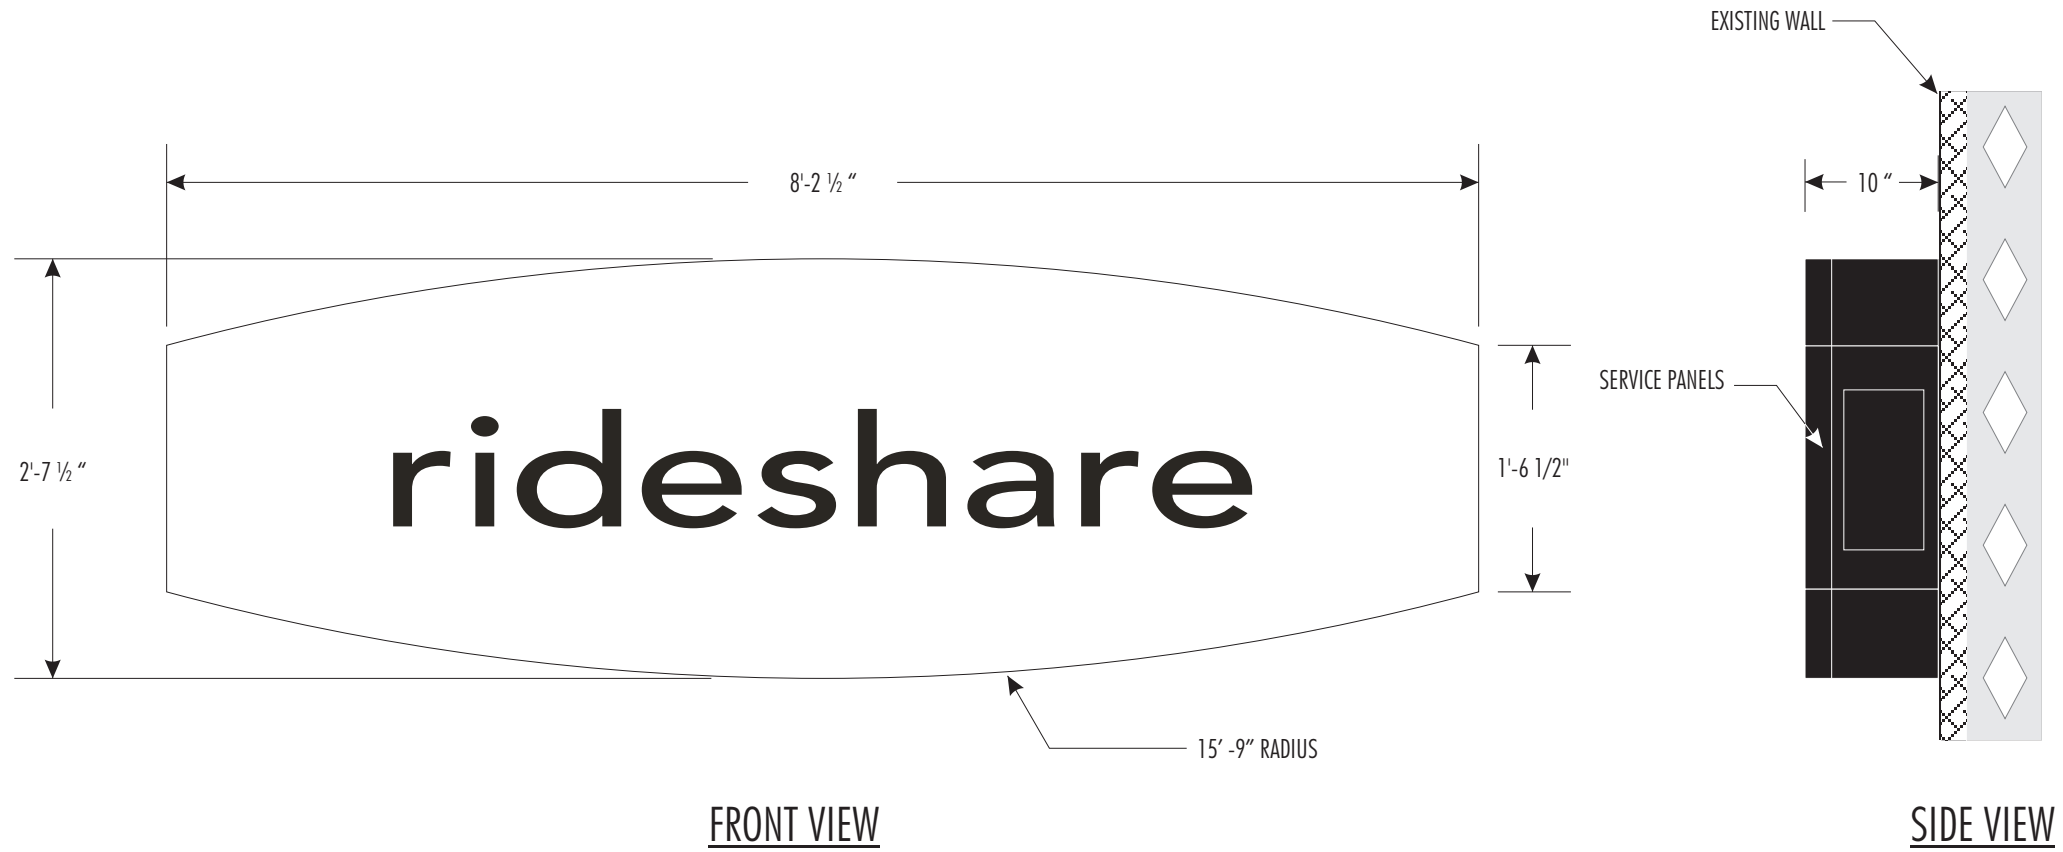 EXISTING WALL
8'-2 ½ “
10 “
SERVICE PANELS
rideshare
2'-7 ½ “
1'-6 1/2"
15’ -9” RADIUS
FRONT VIEW
SIDE VIEW